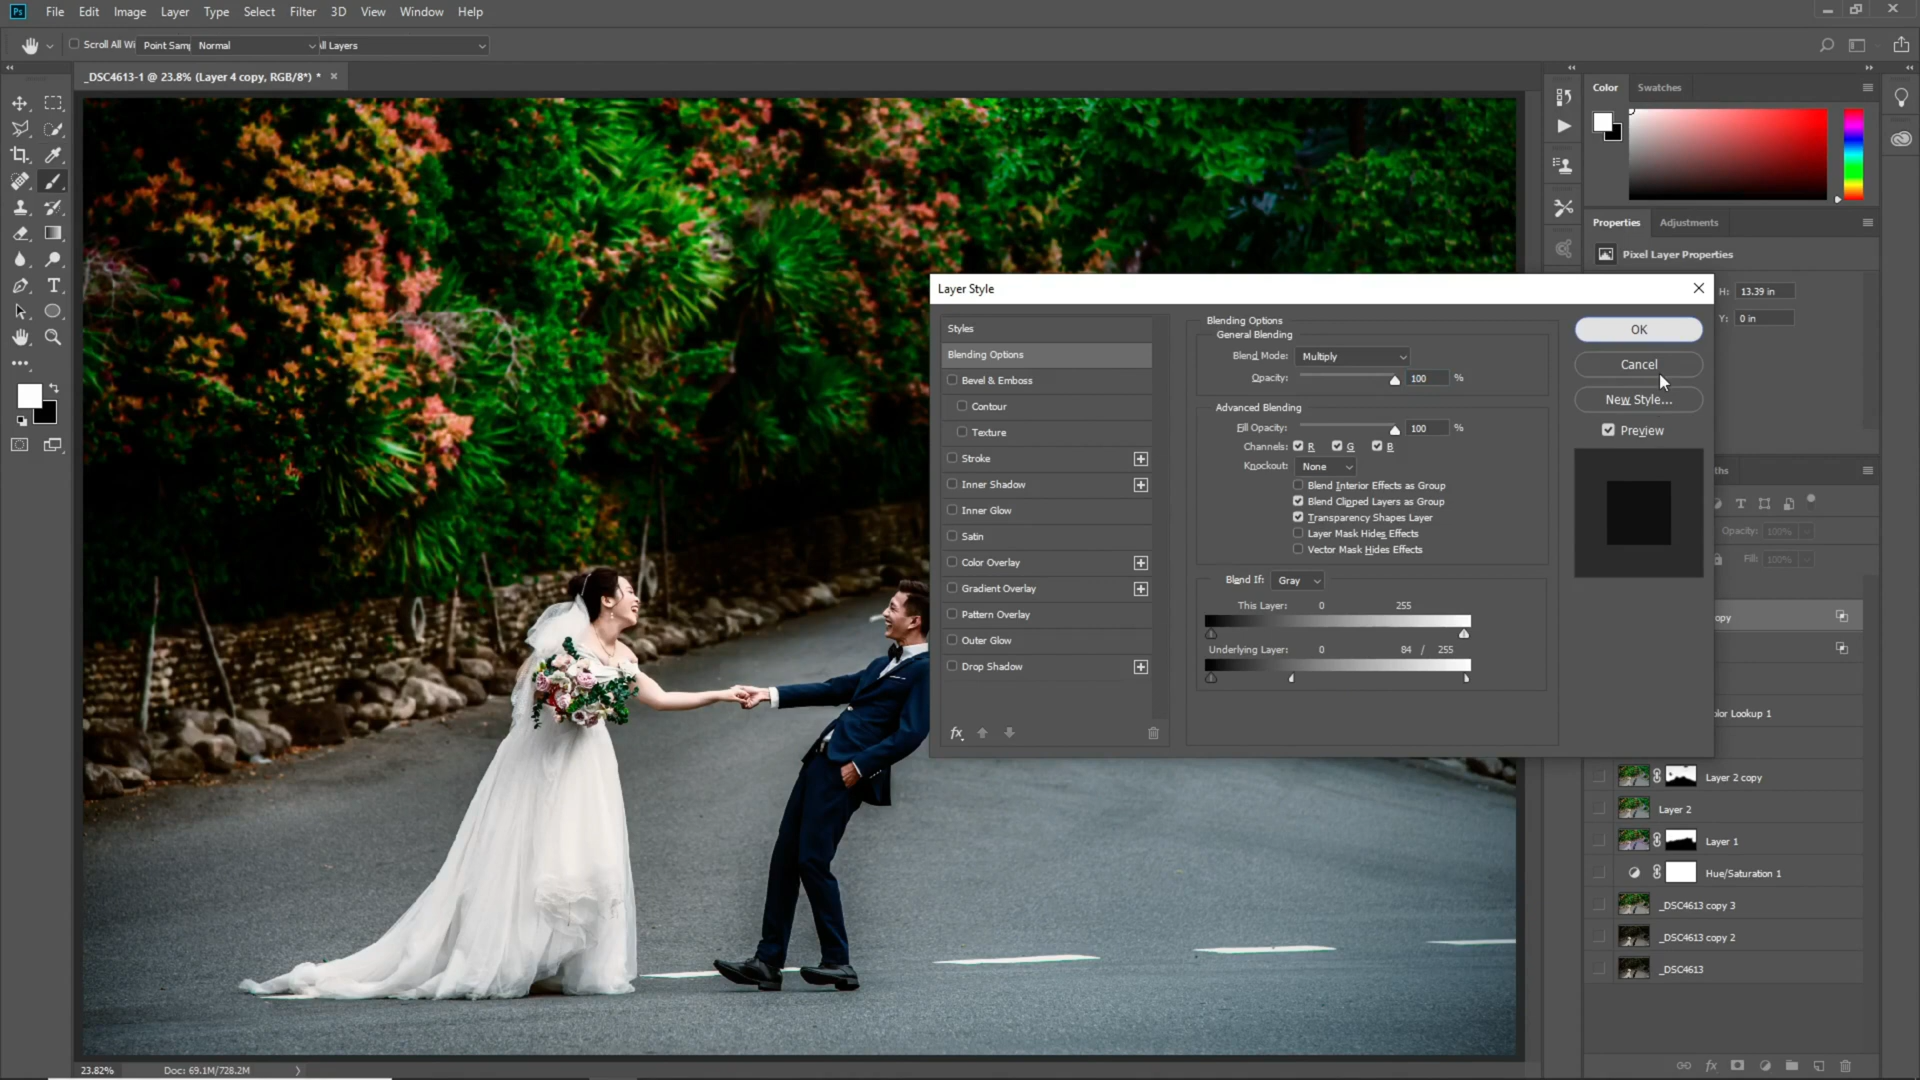 Ps File Edit Image Layer Type Select Filter 3D View Window Help
Scroll All Wi Point Samp Normal ll Layers
_DSC4613-1 @ 23.8% (Layer 4 copy, RGB/8*) *
Color Swatches
Properties Adjustments
Pixel Layer Properties
H: 13.39 in
Y: 0 in
Layer Style
Styles
Blending Options
Bevel & Emboss
Contour
Texture
Stroke
Inner Shadow
Inner Glow
Satin
Color Overlay
Gradient Overlay
Pattern Overlay
Outer Glow
Drop Shadow
fx
Blending Options
General Blending
Blend Mode: Multiply
Opacity: 100 %
Advanced Blending
Fill Opacity: 100 %
Channels: R G B
Knockout: None
Blend Interior Effects as Group
Blend Clipped Layers as Group
Transparency Shapes Layer
Layer Mask Hides Effects
Vector Mask Hides Effects
Blend If: Gray
This Layer: 0 255
Underlying Layer: 0 84 / 255
OK
Cancel
New Style...
Preview
ths
Opacity: 100%
Fill: 100%
opy
olor Lookup 1
Layer 2 copy
Layer 2
Layer 1
Hue/Saturation 1
_DSC4613 copy 3
_DSC4613 copy 2
_DSC4613
fx
23.82% Doc: 69.1M/728.2M